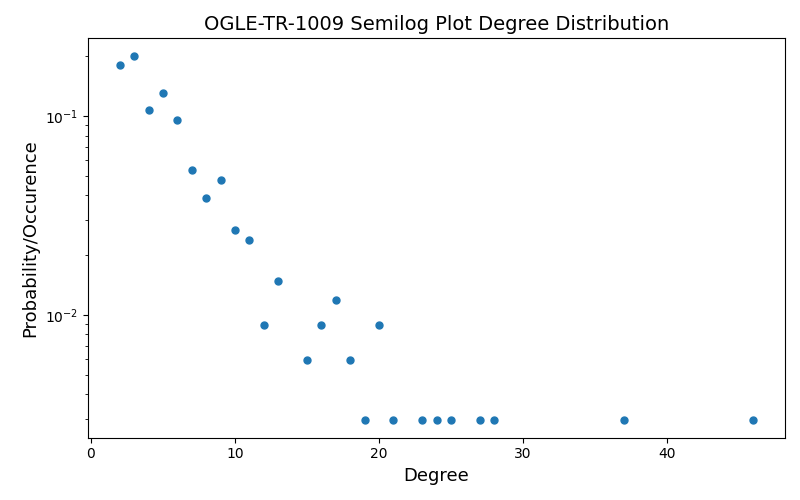 OGLE-TR-1009 Semilog Plot Degree Distribution
Probability/Occurence
10⁻¹
10⁻²
0 10 20 30 40
Degree